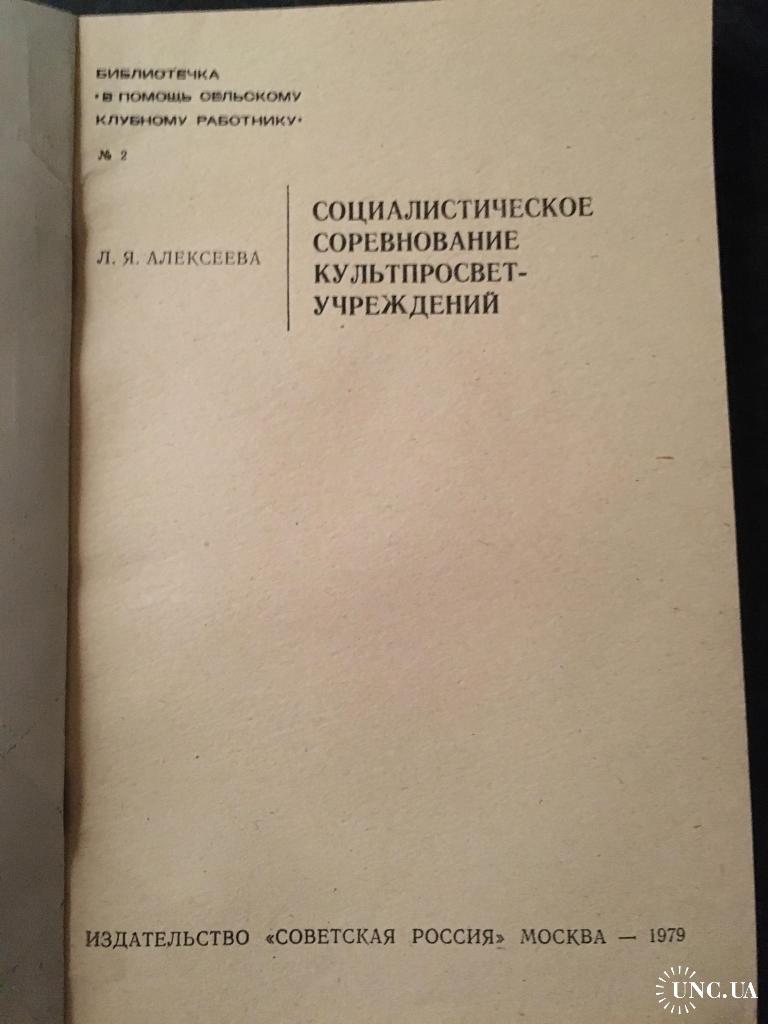 БИБЛИОТЕЧКА
«В ПОМОЩЬ СЕЛЬСКОМУ
КЛУБНОМУ РАБОТНИКУ»
№ 2
Л. Я. АЛЕКСЕЕВА
СОЦИАЛИСТИЧЕСКОЕ
СОРЕВНОВАНИЕ
КУЛЬТПРОСВЕТ-
УЧРЕЖДЕНИЙ
ИЗДАТЕЛЬСТВО «СОВЕТСКАЯ РОССИЯ» МОСКВА — 1979
UNC.UA